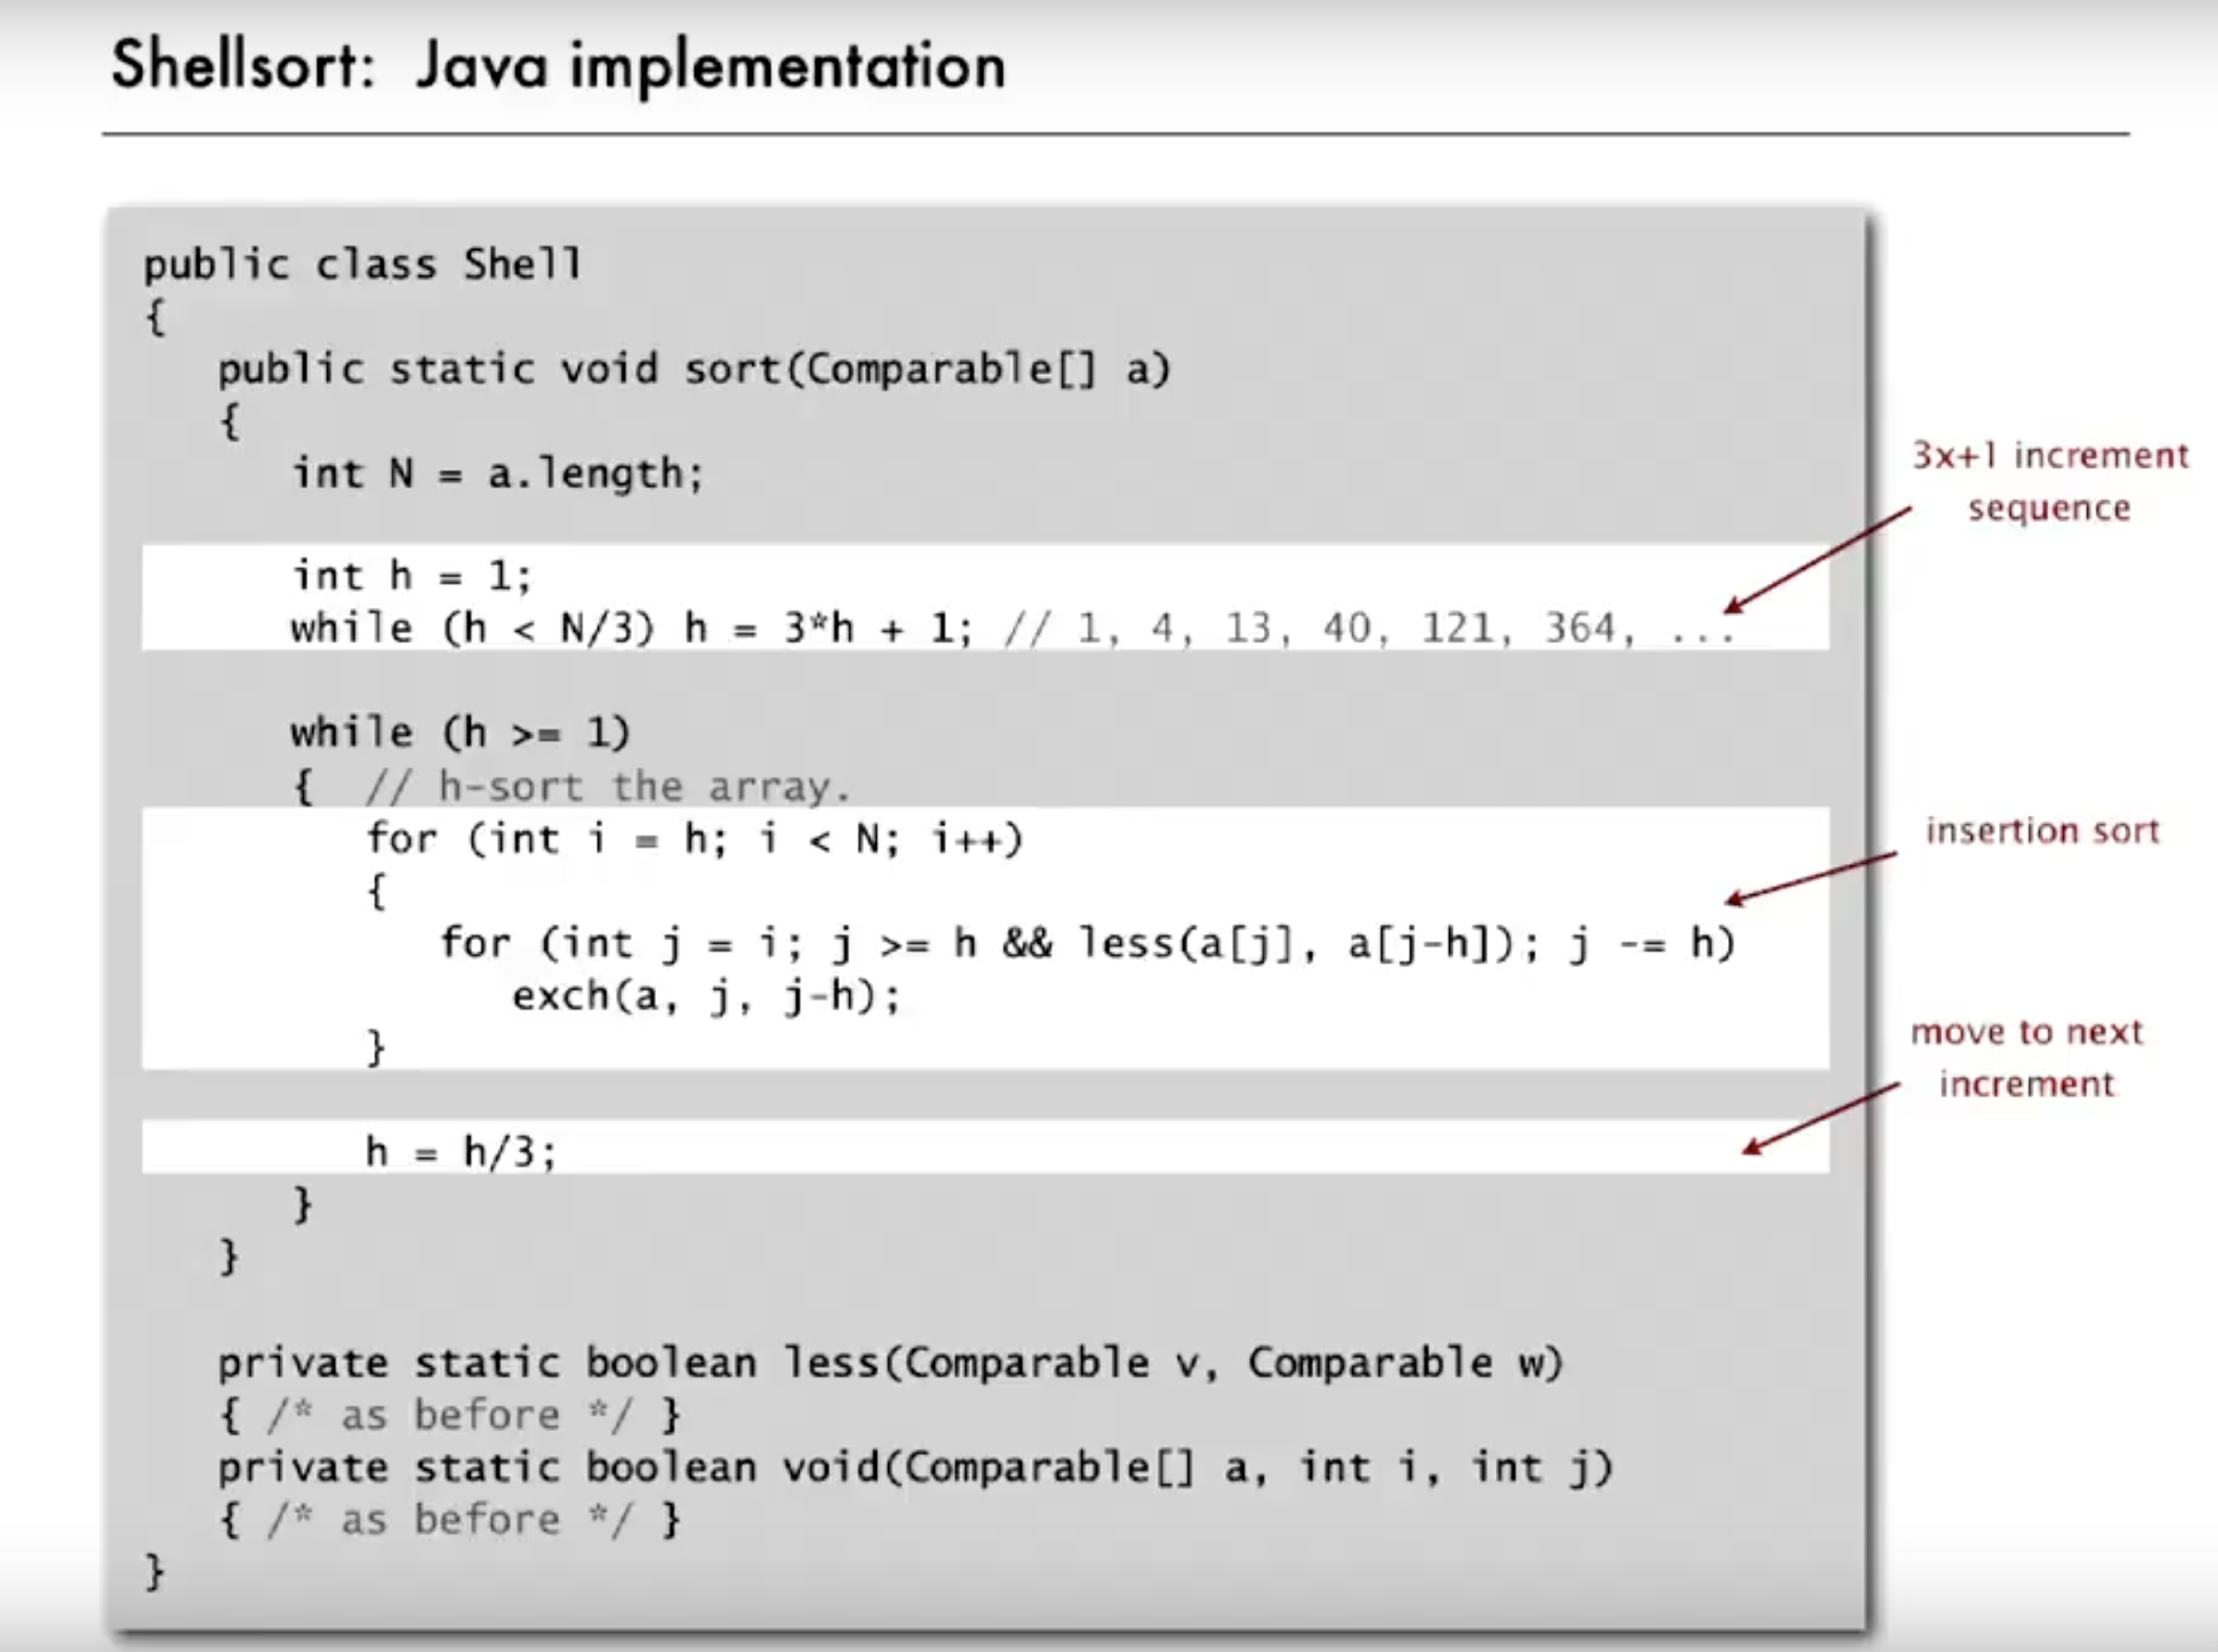 Shellsort: Java implementation
public class Shell
{
public static void sort(Comparable[] a)
{
int N = a.length;
3x+1 increment
sequence
int h = 1;
while (h < N/3) h = 3*h + 1; // 1, 4, 13, 40, 121, 364, ...
while (h >= 1)
{ // h-sort the array.
for (int i = h; i < N; i++)
{
for (int j = i; j >= h && less(a[j], a[j-h]); j -= h)
exch(a, j, j-h);
}
insertion sort
h = h/3;
move to next
increment
}
}
private static boolean less(Comparable v, Comparable w)
{ /* as before */ }
private static boolean void(Comparable[] a, int i, int j)
{ /* as before */ }
}